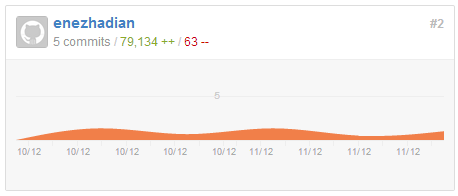 enezhadian
#2
5 commits / 79,134 ++ / 63 --
5
10/12 10/12 10/12 10/12 10/12 11/12 11/12 11/12 11/12